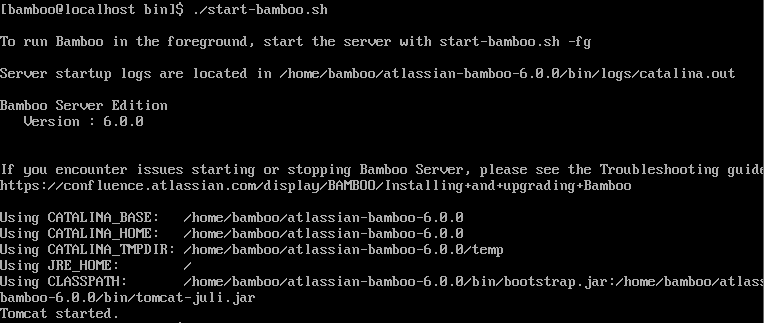 [bamboo@localhost bin]$ ./start-bamboo.sh
To run Bamboo in the foreground, start the server with start-bamboo.sh -fg
Server startup logs are located in /home/bamboo/atlassian-bamboo-6.0.0/bin/logs/catalina.out
Bamboo Server Edition
Version : 6.0.0
If you encounter issues starting or stopping Bamboo Server, please see the Troubleshooting guide
https://confluence.atlassian.com/display/BAMBOO/Installing+and+upgrading+Bamboo
Using CATALINA_BASE: /home/bamboo/atlassian-bamboo-6.0.0
Using CATALINA_HOME: /home/bamboo/atlassian-bamboo-6.0.0
Using CATALINA_TMPDIR: /home/bamboo/atlassian-bamboo-6.0.0/temp
Using JRE_HOME: /
Using CLASSPATH: /home/bamboo/atlassian-bamboo-6.0.0/bin/bootstrap.jar:/home/bamboo/atlass
bamboo-6.0.0/bin/tomcat-juli.jar
Tomcat started.